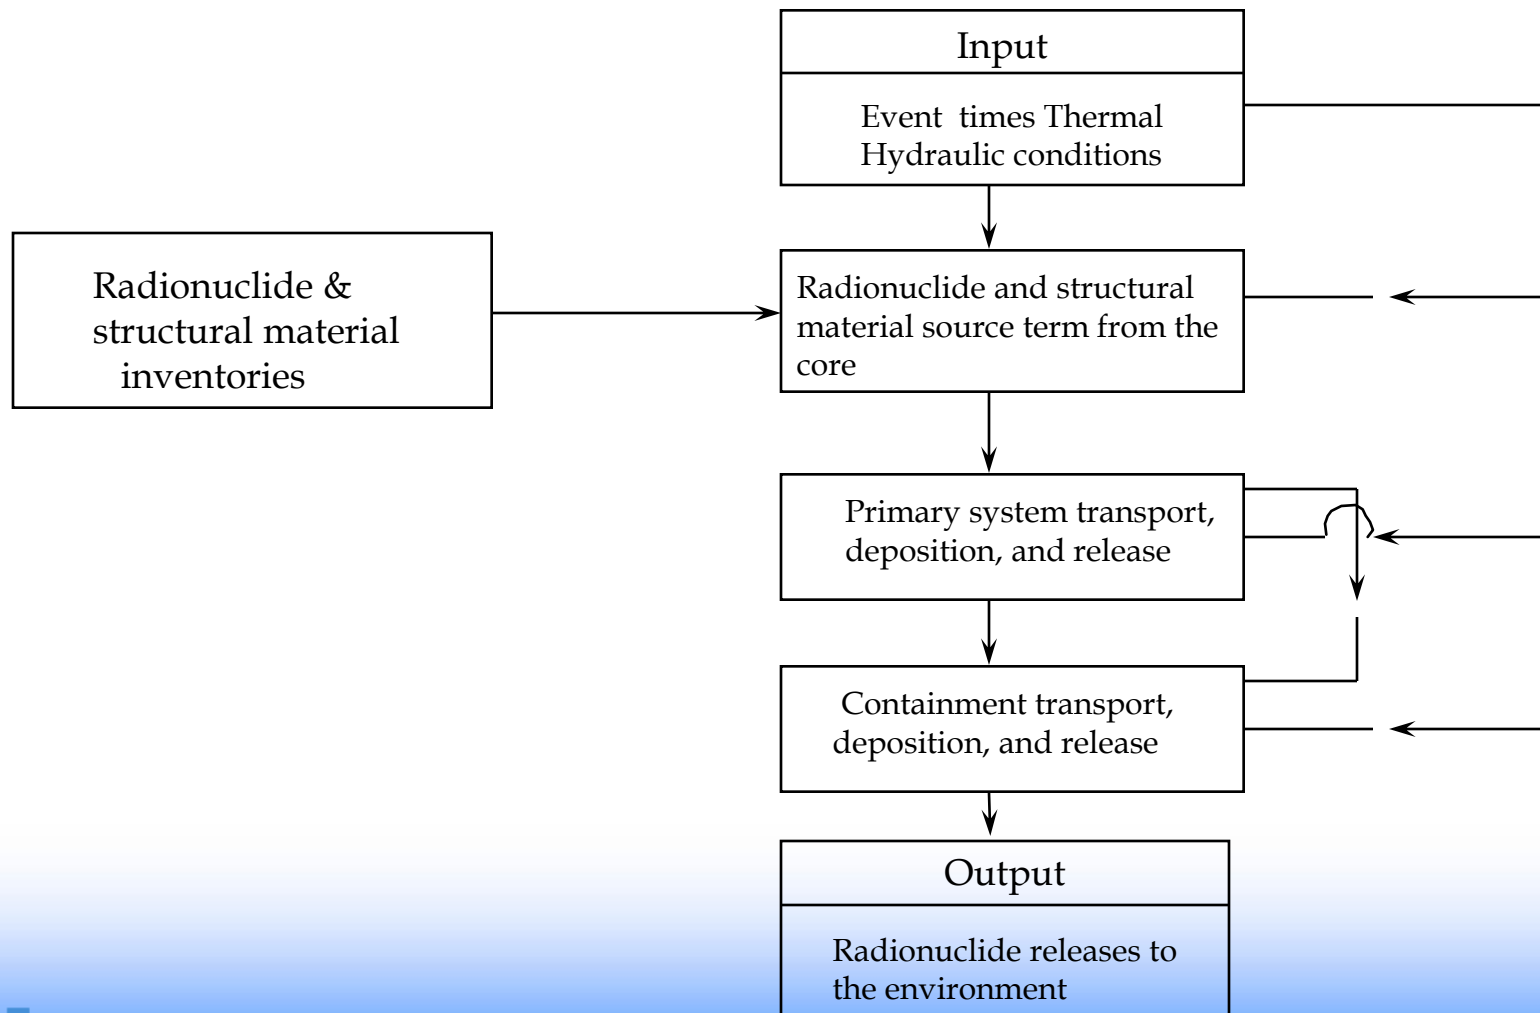 Input
Event times Thermal
Hydraulic conditions
Radionuclide &
structural material
inventories
Radionuclide and structural
material source term from the
core
Primary system transport,
deposition, and release
Containment transport,
deposition, and release
Output
Radionuclide releases to
the environment